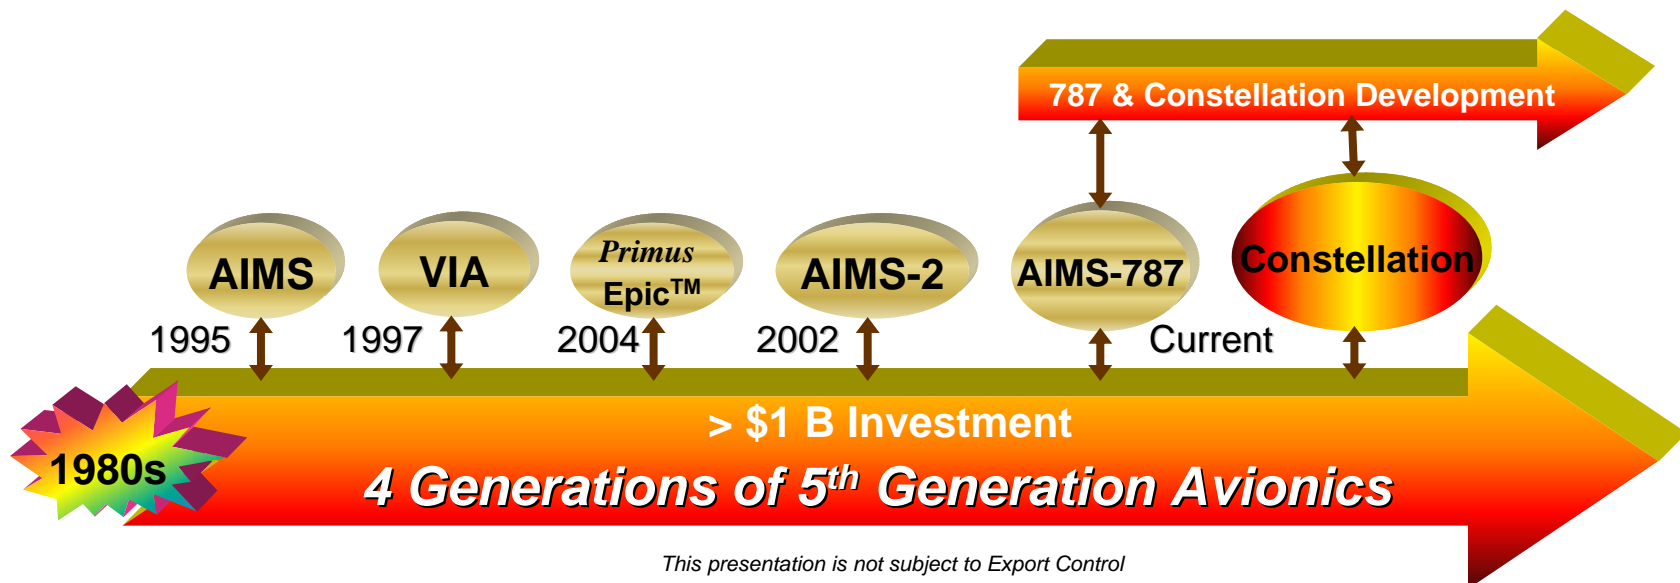 787 & Constellation Development
AIMS
VIA
Primus
Epic™
AIMS-2
AIMS-787
Constellation
1995
1997
2004
2002
Current
1980s
> $1 B Investment
4 Generations of 5th Generation Avionics
This presentation is not subject to Export Control